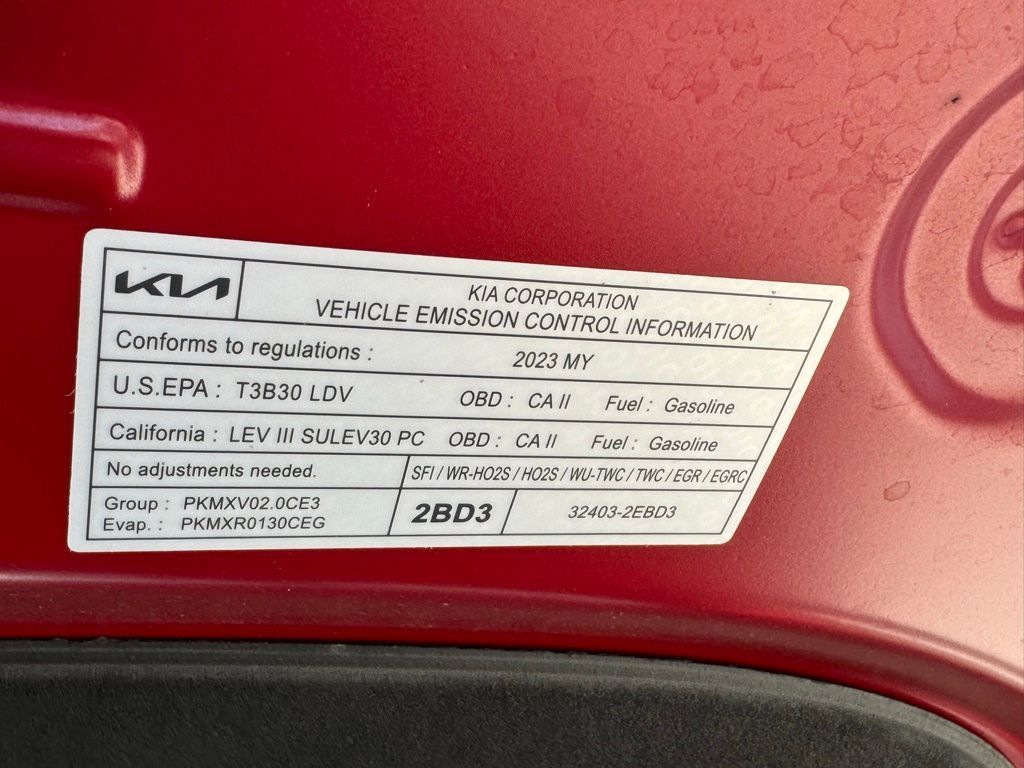 KIA
KIA CORPORATION
VEHICLE EMISSION CONTROL INFORMATION
Conforms to regulations : 2023 MY
U.S.EPA : T3B30 LDV OBD : CA II Fuel : Gasoline
California : LEV III SULEV30 PC OBD : CA II Fuel : Gasoline
No adjustments needed. SFI / WR-HO2S / HO2S / WU-TWC / TWC / EGR / EGRC
Group : PKMXV02.0CE3
Evap. : PKMXR0130CEG
2BD3
32403-2EBD3